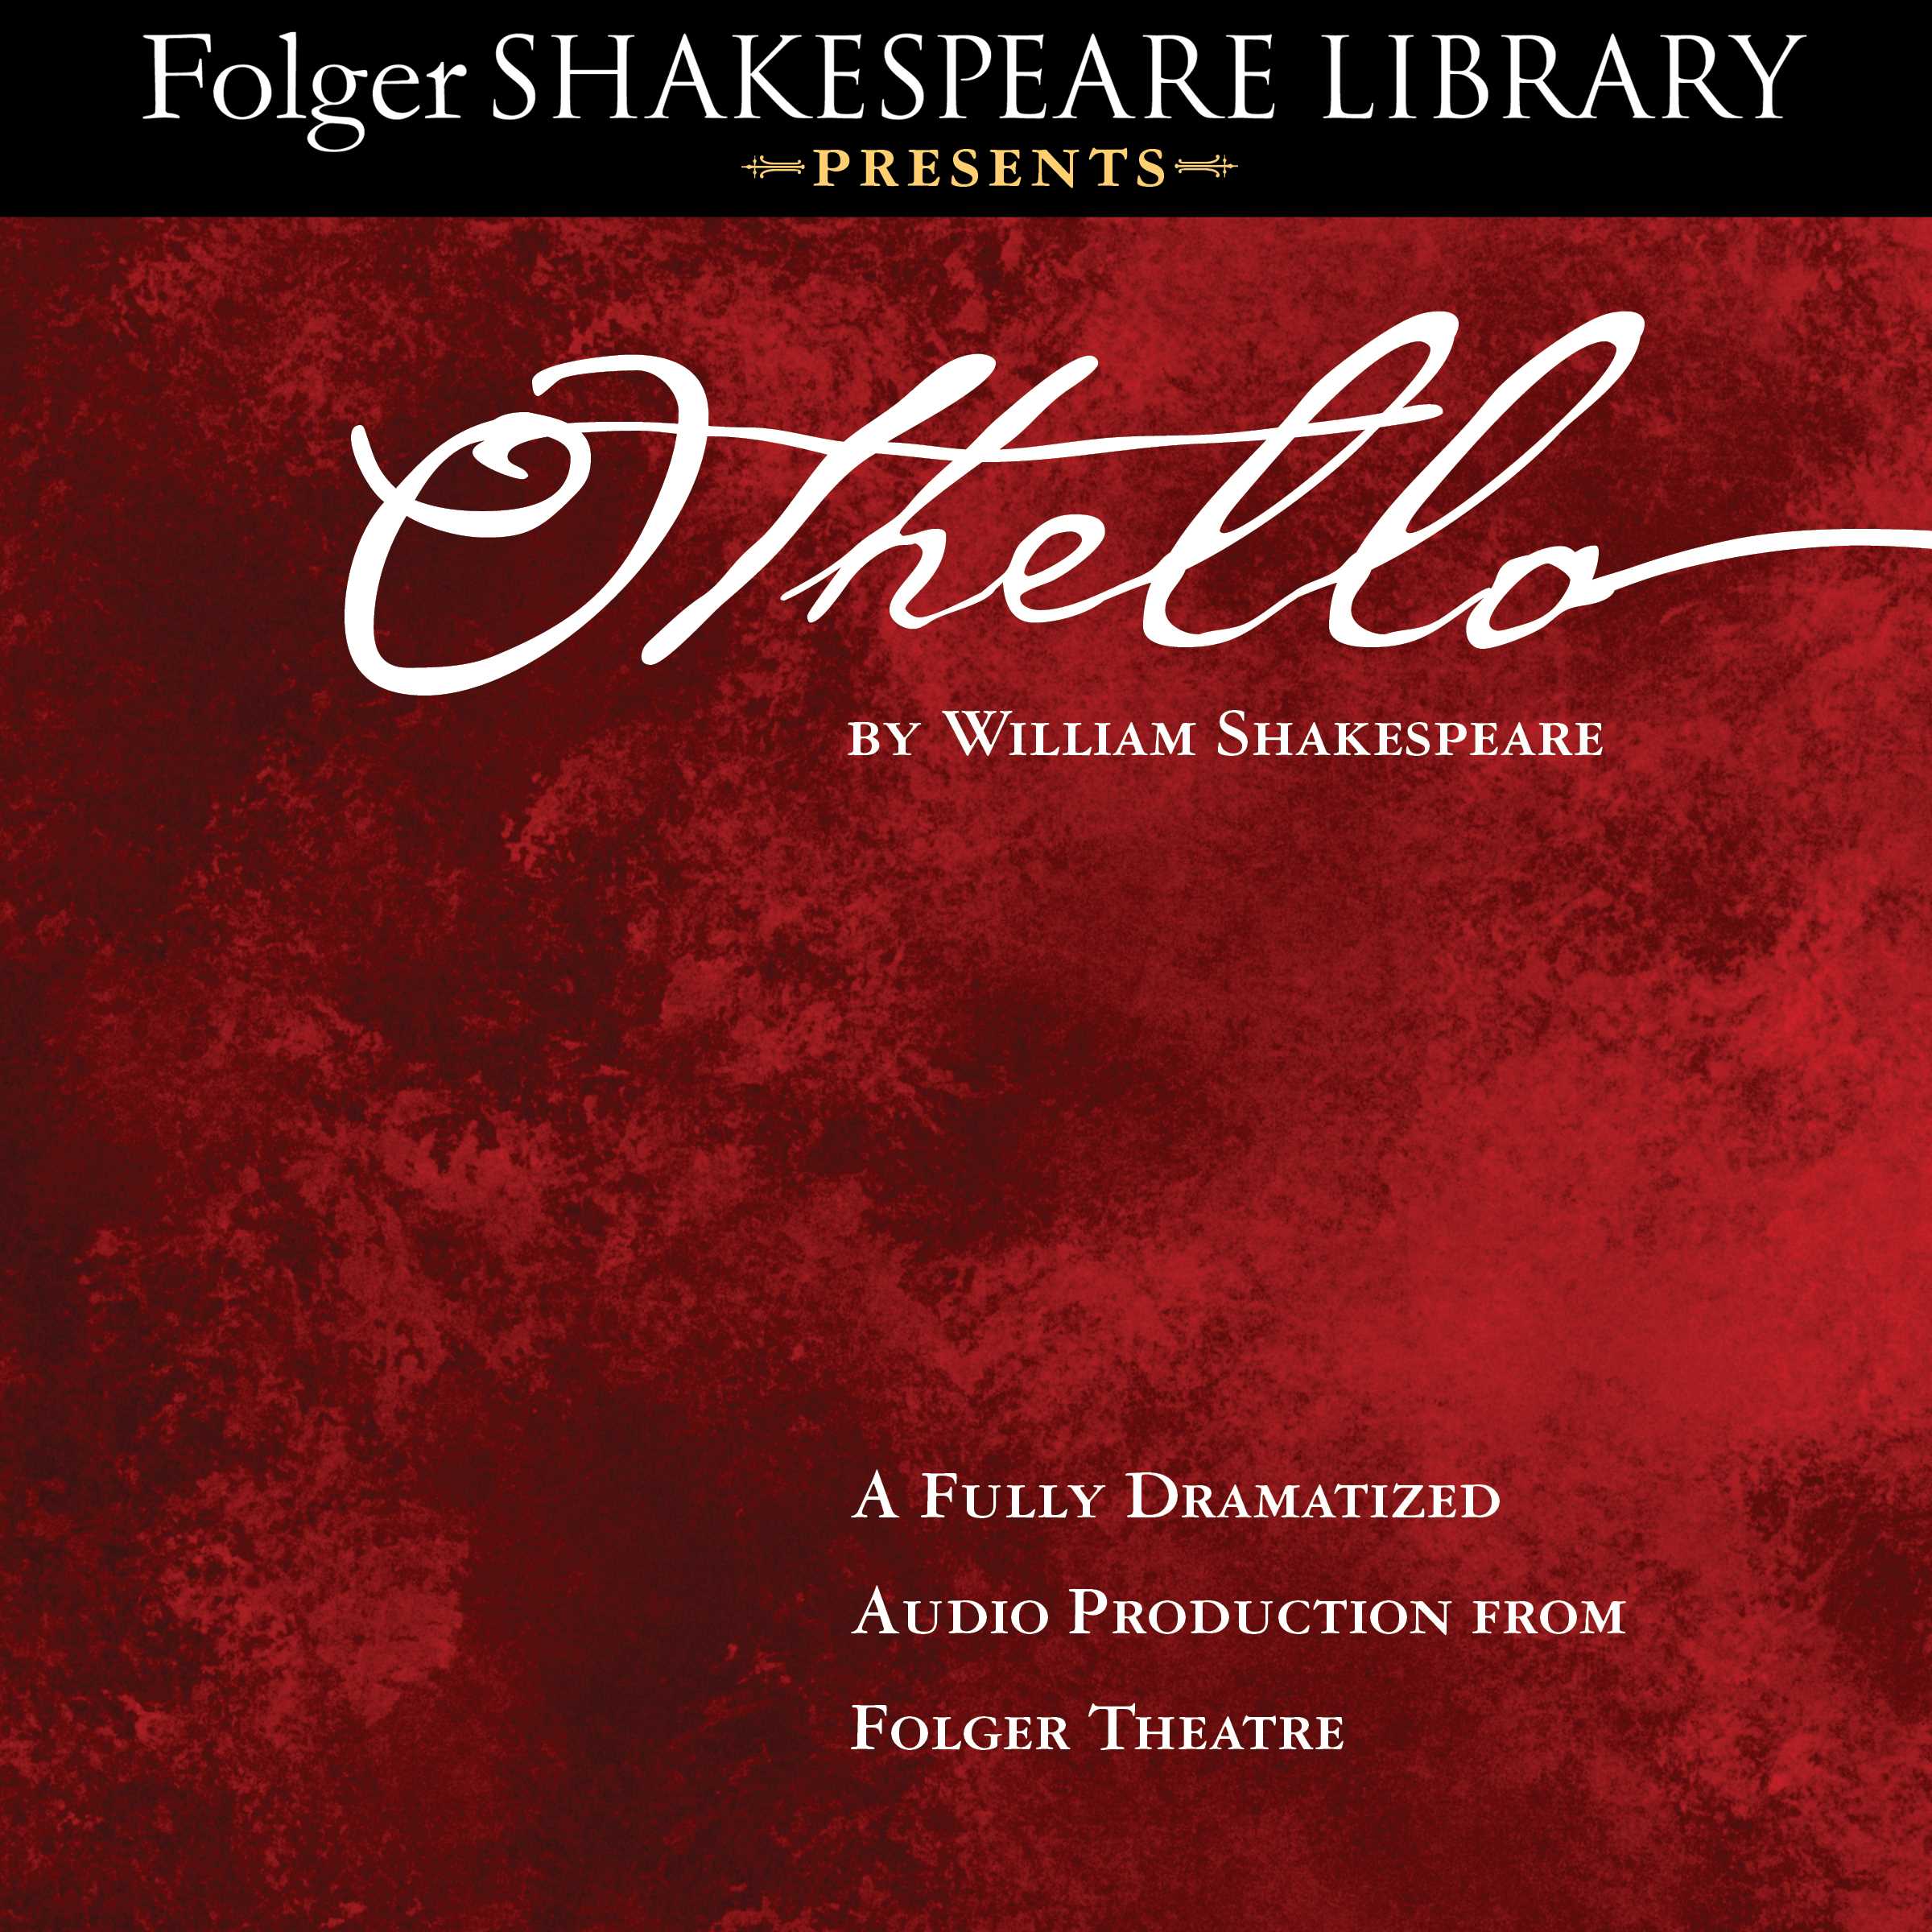 Folger SHAKESPEARE LIBRARY
PRESENTS
Othello
BY WILLIAM SHAKESPEARE
A FULLY DRAMATIZED
AUDIO PRODUCTION FROM
FOLGER THEATRE